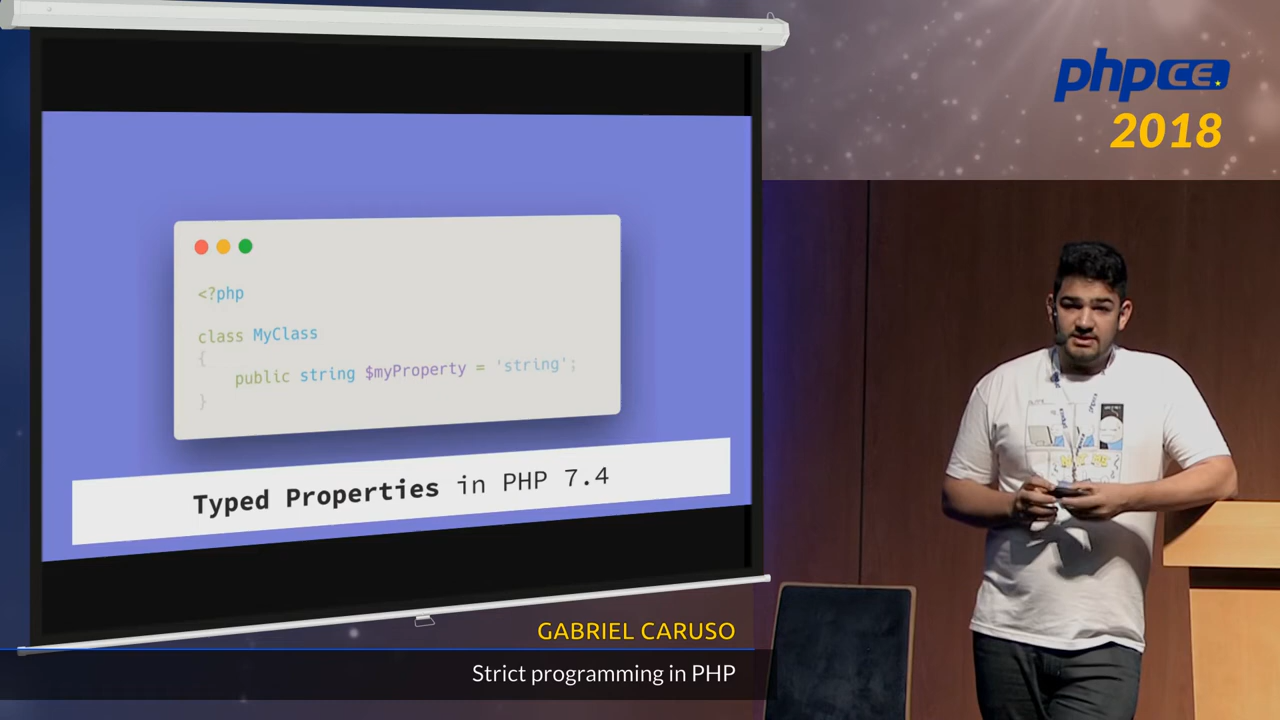 <?php
class MyClass
{
public string $myProperty = 'string';
}
Typed Properties in PHP 7.4
GABRIEL CARUSO
Strict programming in PHP
phpCE.
2018